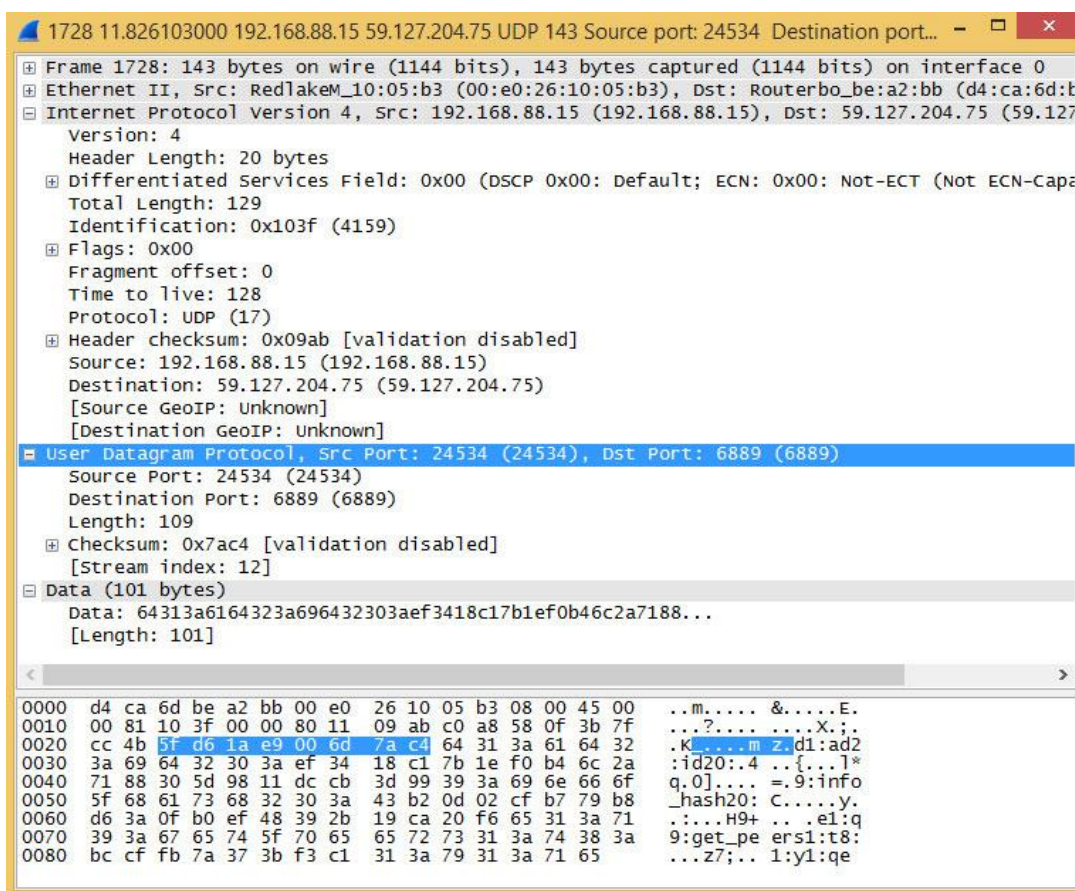 1728 11.826103000 192.168.88.15 59.127.204.75 UDP 143 Source port: 24534 Destination port...
Frame 1728: 143 bytes on wire (1144 bits), 143 bytes captured (1144 bits) on interface 0
Ethernet II, Src: RedlakeM_10:05:b3 (00:e0:26:10:05:b3), Dst: Routerbo_be:a2:bb (d4:ca:6d:b
Internet Protocol Version 4, Src: 192.168.88.15 (192.168.88.15), Dst: 59.127.204.75 (59.127
Version: 4
Header Length: 20 bytes
Differentiated Services Field: 0x00 (DSCP 0x00: Default; ECN: 0x00: Not-ECT (Not ECN-Capa
Total Length: 129
Identification: 0x103f (4159)
Flags: 0x00
Fragment offset: 0
Time to live: 128
Protocol: UDP (17)
Header checksum: 0x09ab [validation disabled]
Source: 192.168.88.15 (192.168.88.15)
Destination: 59.127.204.75 (59.127.204.75)
[Source GeoIP: Unknown]
[Destination GeoIP: Unknown]
User Datagram Protocol, Src Port: 24534 (24534), Dst Port: 6889 (6889)
Source Port: 24534 (24534)
Destination Port: 6889 (6889)
Length: 109
Checksum: 0x7ac4 [validation disabled]
[Stream index: 12]
Data (101 bytes)
Data: 64313a6164323a696432303aef3418c17b1ef0b46c2a7188...
[Length: 101]
0000 d4 ca 6d be a2 bb 00 e0 26 10 05 b3 08 00 45 00 ..m..... &.....E.
0010 00 81 10 3f 00 00 80 11 09 ab c0 a8 58 0f 3b 7f ...?.... ....X.;.
0020 cc 4b 5f d6 1a e9 00 6d 7a c4 64 31 3a 61 64 32 .K_....m z.d1:ad2
0030 3a 69 64 32 30 3a ef 34 18 c1 7b 1e f0 b4 6c 2a :id20:.4 ..{...l*
0040 71 88 30 5d 98 11 dc cb 3d 99 39 3a 69 6e 66 6f q.0].... =.9:info
0050 5f 68 61 73 68 32 30 3a 43 b2 0d 02 cf b7 79 b8 _hash20: C.....y.
0060 d6 3a 0f b0 ef 48 39 2b 19 ca 20 f6 65 31 3a 71 .:...H9+ .. .e1:q
0070 39 3a 67 65 74 5f 70 65 65 72 73 31 3a 74 38 3a 9:get_pe ers1:t8:
0080 bc cf fb 7a 37 3b f3 c1 31 3a 79 31 3a 71 65 ...z7;.. 1:y1:qe